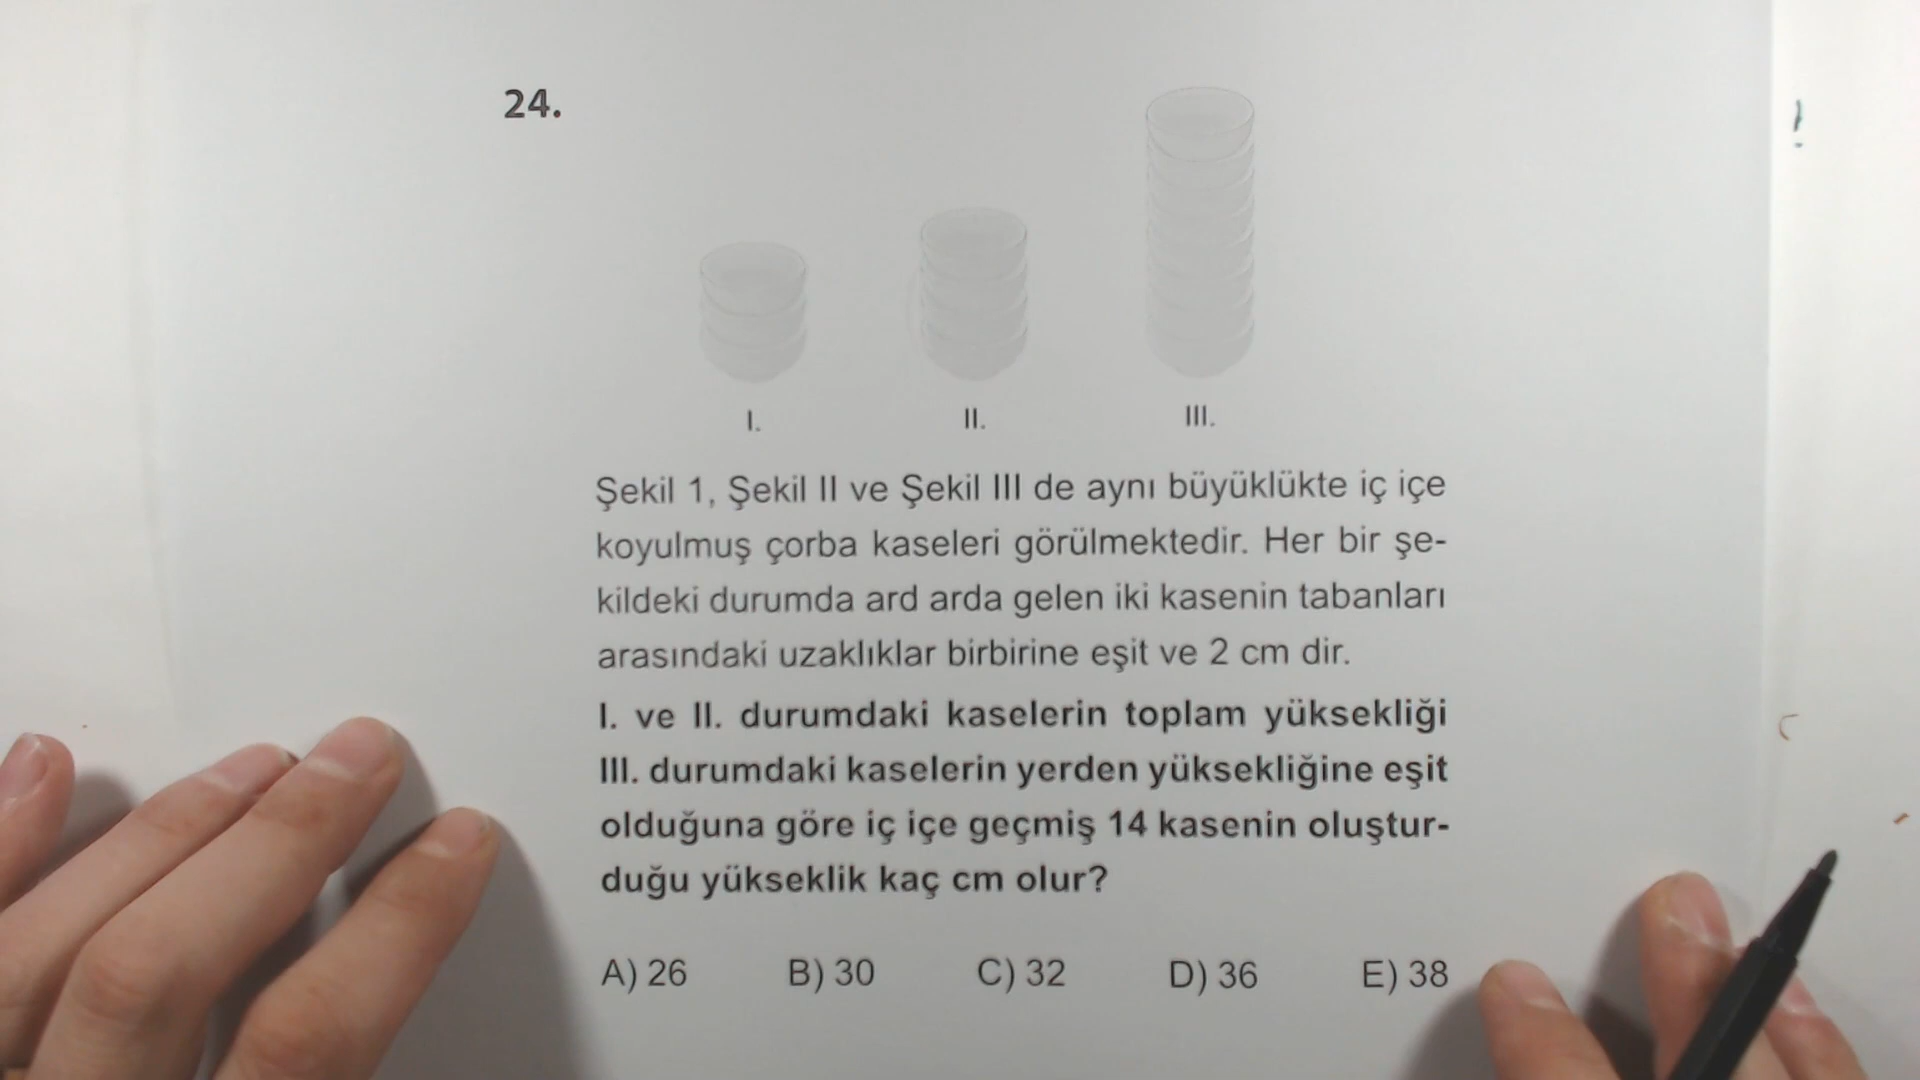 24.
I. II. III.
Şekil 1, Şekil II ve Şekil III de aynı büyüklükte iç içe
koyulmuş çorba kaseleri görülmektedir. Her bir şe-
kildeki durumda ard arda gelen iki kasenin tabanları
arasındaki uzaklıklar birbirine eşit ve 2 cm dir.
I. ve II. durumdaki kaselerin toplam yüksekliği
III. durumdaki kaselerin yerden yüksekliğine eşit
olduğuna göre iç içe geçmiş 14 kasenin oluştur-
duğu yükseklik kaç cm olur?
A) 26 B) 30 C) 32 D) 36 E) 38